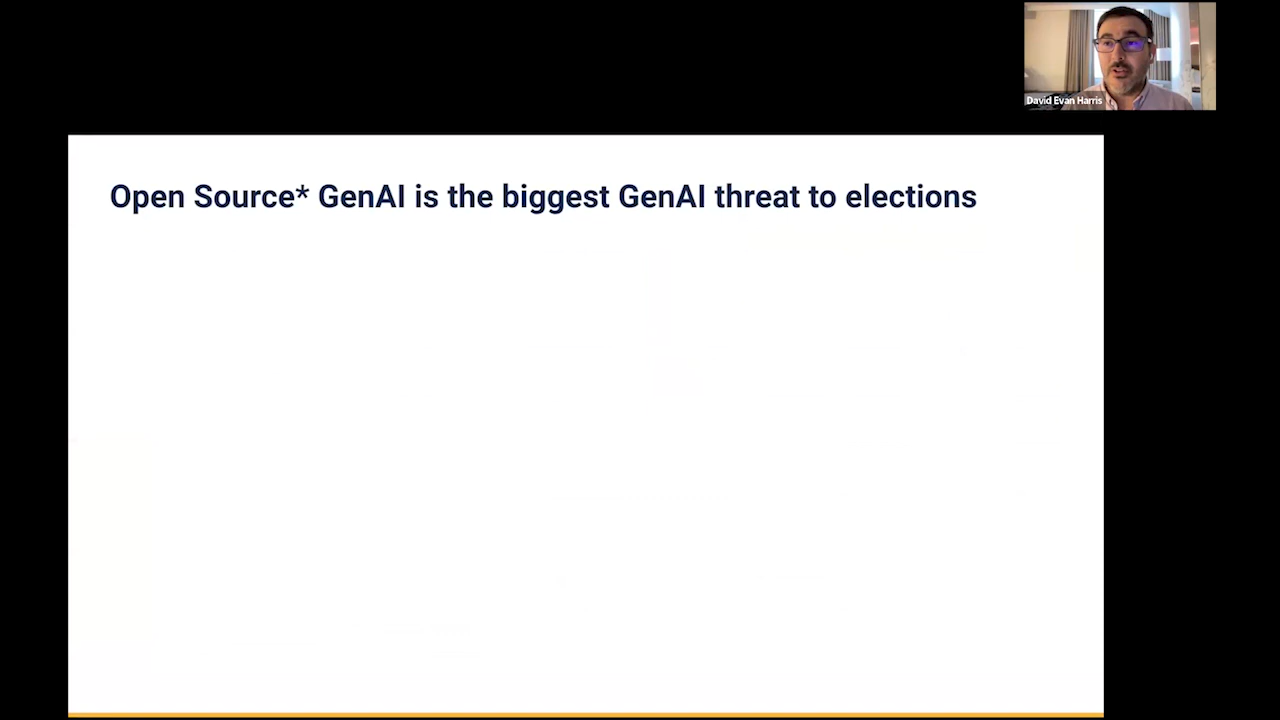 David Evan Harris
Open Source* GenAI is the biggest GenAI threat to elections